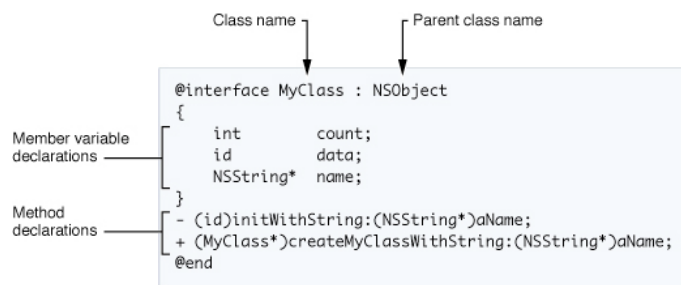 Class name
Parent class name
@interface MyClass : NSObject
{
int count;
id data;
NSString* name;
}
Member variable
declarations
- (id)initWithString:(NSString*)aName;
+ (MyClass*)createMyClassWithString:(NSString*)aName;
@end
Method
declarations